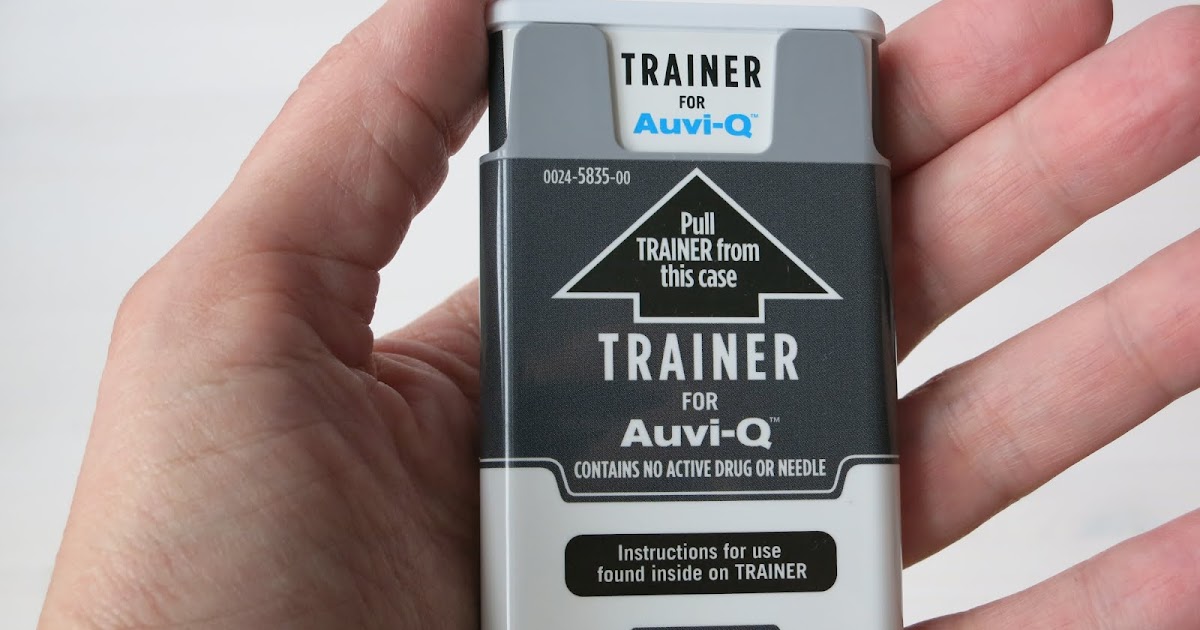 TRAINER
FOR
Auvi-Q™
0024-5835-00
Pull
TRAINER from
this case
TRAINER
FOR
Auvi-Q™
CONTAINS NO ACTIVE DRUG OR NEEDLE
Instructions for use
found inside on TRAINER